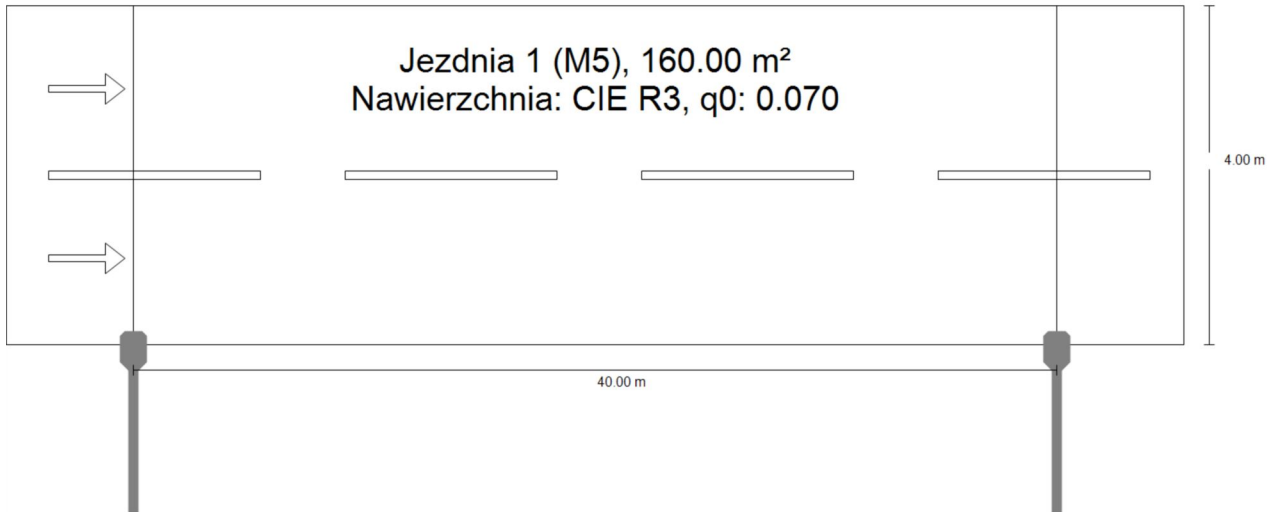 Jezdnia 1 (M5), 160.00 m²
Nawierzchnia: CIE R3, q0: 0.070
4.00 m
40.00 m